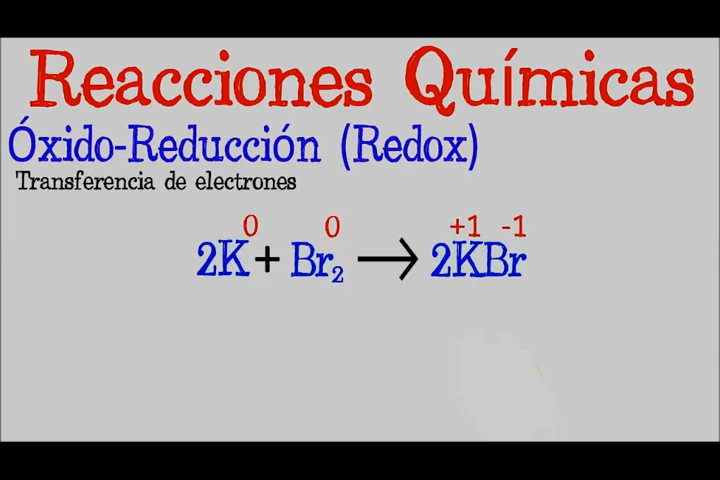 Reacciones Químicas
Óxido-Reducción (Redox)
Transferencia de electrones
0 0 +1 -1
2K + Br₂ → 2KBr